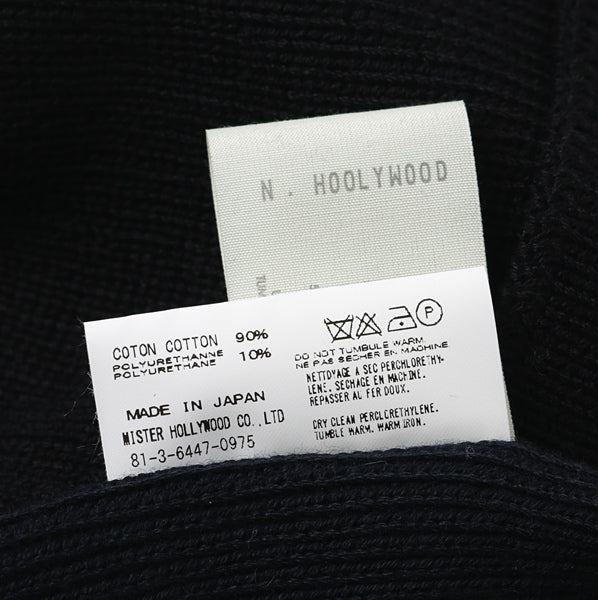 N. HOOLYWOOD
COTON COTTON 90%
POLYURETHANNE
POLYURETHANE 10%
MADE IN JAPAN
MISTER HOLLYWOOD CO.,LTD
81-3-6447-0975
P
DO NOT TUMBULE WARM.
NE PAS SÉCHER EN MACHINE.
NETTOYAGE A SEC PERCHLORETHY-
LENE. SECHAGE EN MACHINE.
REPASSER AL FER DOUX.
DRY CLEAN PERCLORETHYLENE.
TUMBLE WARM. WARM IRON.